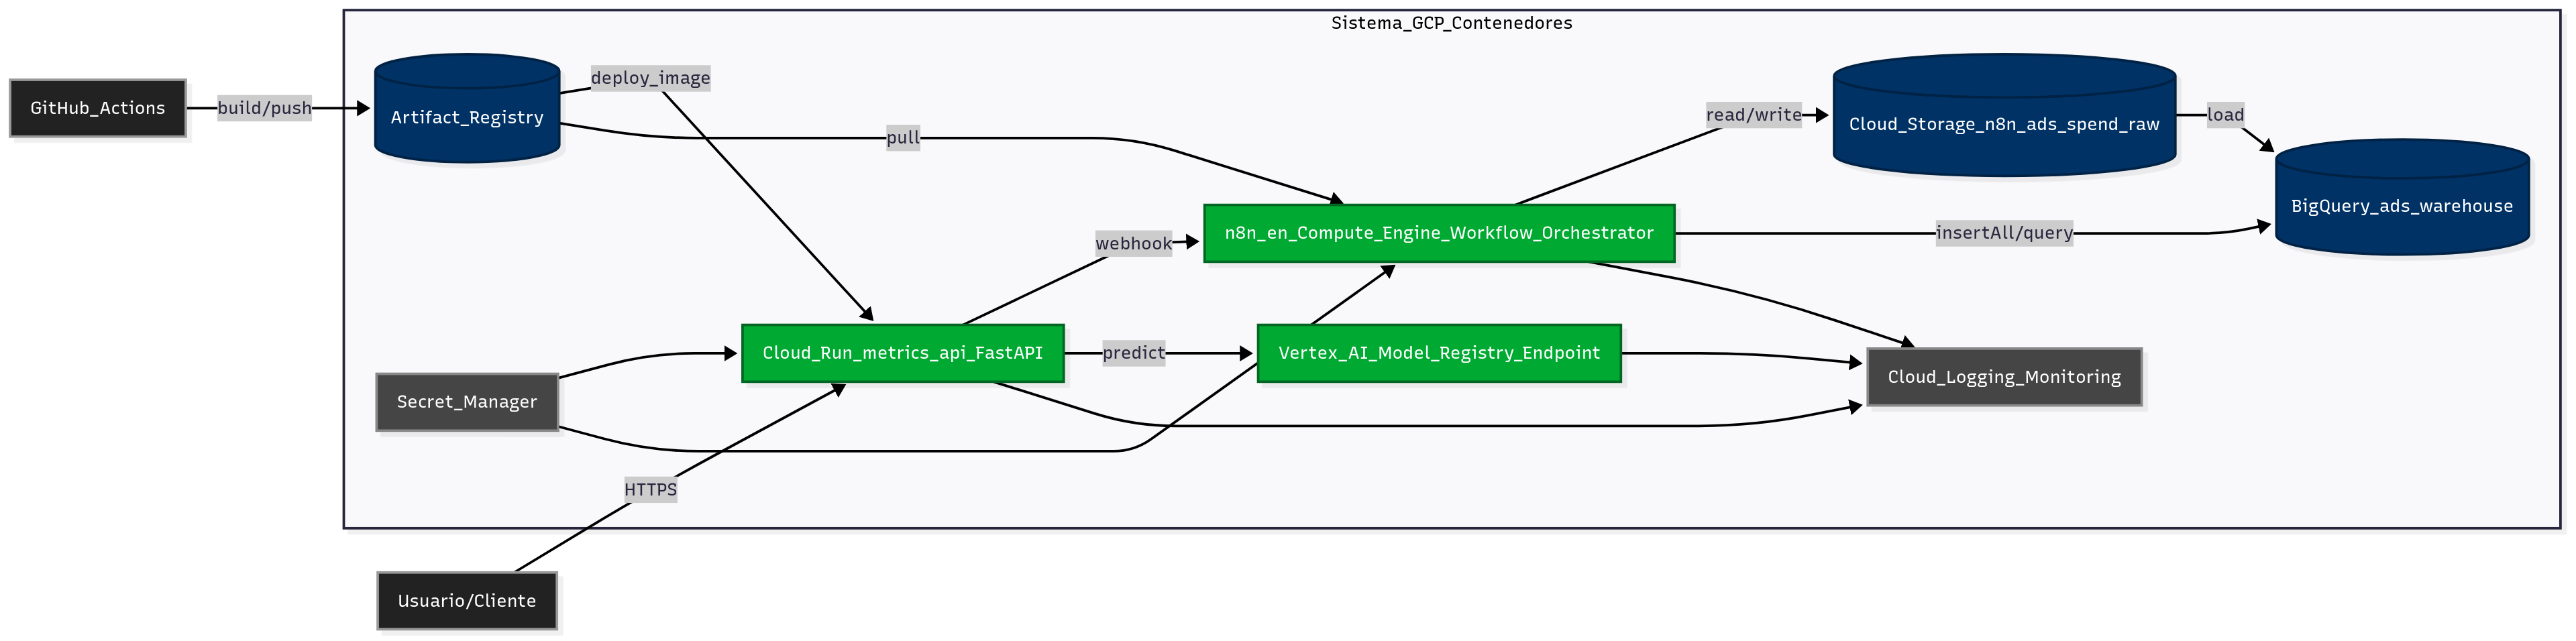 Sistema_GCP_Contenedores
GitHub_Actions
build/push
Artifact_Registry
deploy_image
pull
read/write
Cloud_Storage_n8n_ads_spend_raw
load
BigQuery_ads_warehouse
webhook
n8n_en_Compute_Engine_Workflow_Orchestrator
insertAll/query
Cloud_Run_metrics_api_FastAPI
predict
Vertex_AI_Model_Registry_Endpoint
Cloud_Logging_Monitoring
Secret_Manager
HTTPS
Usuario/Cliente